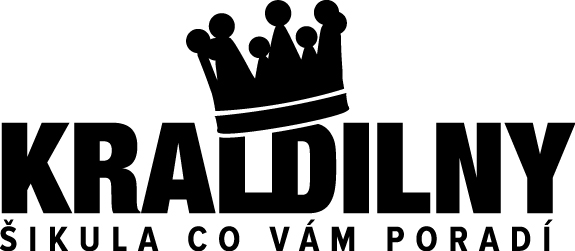 KRALDILNY
ŠIKULA CO VÁM PORADÍ